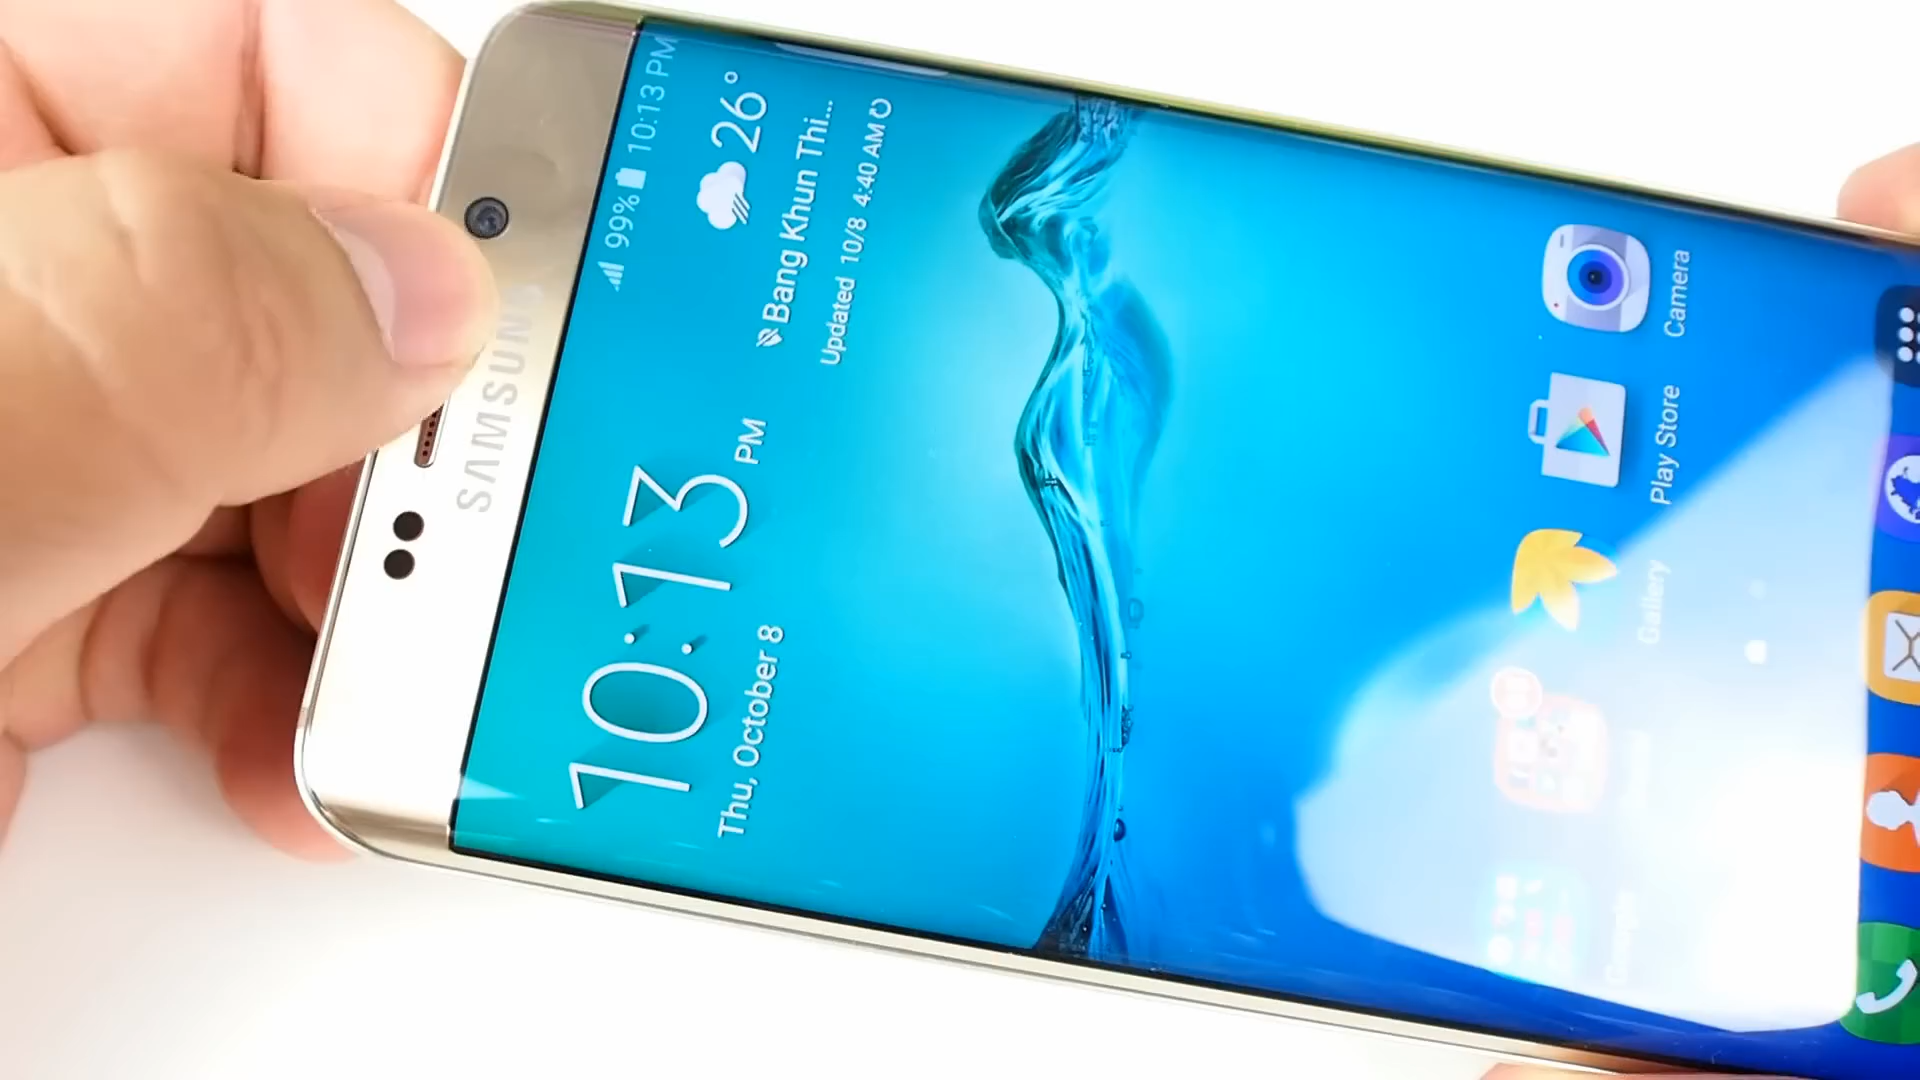 SAMSUNG
99% 10:13 PM
26°
Bang Khun Thi...
Updated 10/8 4:40 AM
10:13 PM
Thu, October 8
Google
Gallery
Play Store
Camera